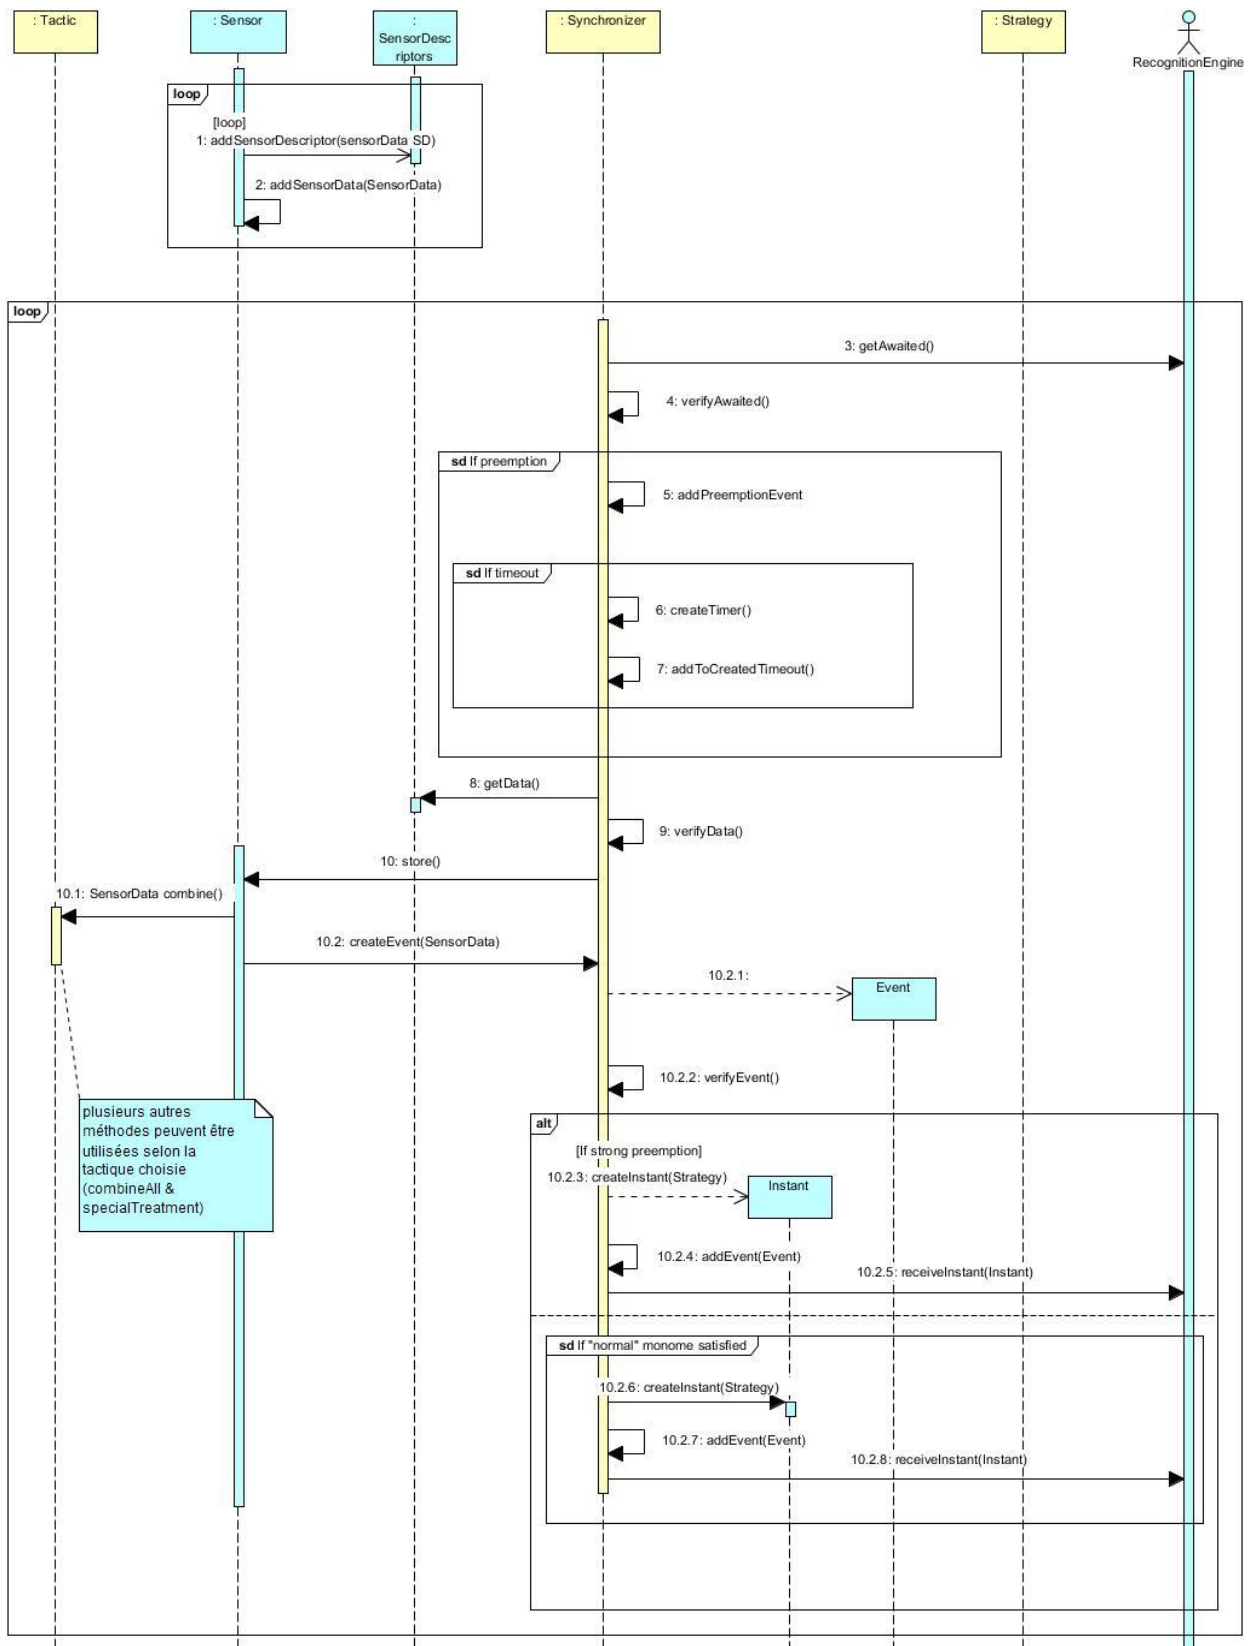 : Tactic
: Sensor
:
SensorDesc
riptors
: Synchronizer
: Strategy
RecognitionEngine
loop
[loop]
1: addSensorDescriptor(sensorData SD)
2: addSensorData(SensorData)
loop
3: getAwaited()
4: verifyAwaited()
sd If preemption
5: addPreemptionEvent
sd If timeout
6: createTimer()
7: addToCreatedTimeout()
8: getData()
9: verifyData()
10: store()
10.1: SensorData combine()
10.2: createEvent(SensorData)
10.2.1:
Event
10.2.2: verifyEvent()
plusieurs autres
méthodes peuvent être
utilisées selon la
tactique choisie
(combineAll &
specialTreatment)
alt
[If strong preemption]
10.2.3: createInstant(Strategy)
Instant
10.2.4: addEvent(Event)
10.2.5: receiveInstant(Instant)
sd If "normal" monome satisfied
10.2.6: createInstant(Strategy)
10.2.7: addEvent(Event)
10.2.8: receiveInstant(Instant)